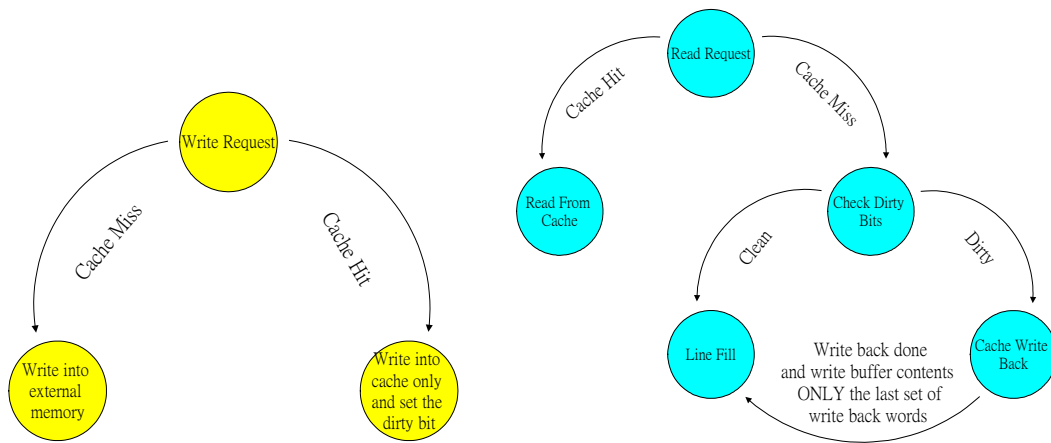 Write Request
Cache Miss
Cache Hit
Write into
external
memory
Write into
cache only
and set the
dirty bit
Read Request
Cache Hit
Cache Miss
Read From
Cache
Check Dirty
Bits
Clean
Dirty
Line Fill
Write back done
and write buffer contents
ONLY the last set of
write back words
Cache Write
Back